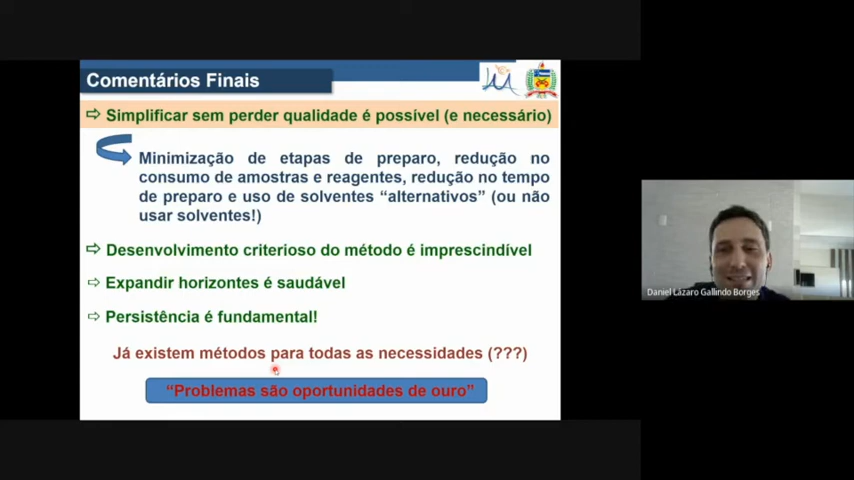 Comentários Finais
⇨ Simplificar sem perder qualidade é possível (e necessário)
Minimização de etapas de preparo, redução no
consumo de amostras e reagentes, redução no tempo
de preparo e uso de solventes “alternativos” (ou não
usar solventes!)
⇨ Desenvolvimento criterioso do método é imprescindível
⇨ Expandir horizontes é saudável
⇨ Persistência é fundamental!
Já existem métodos para todas as necessidades (???)
“Problemas são oportunidades de ouro”
Daniel Lázaro Gallindo Borges